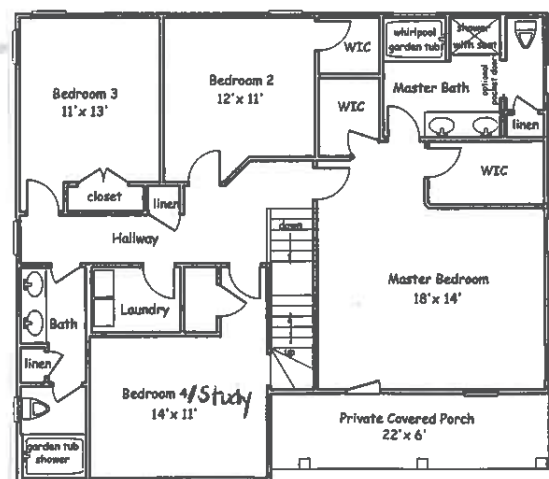 whirlpool
garden tub
shower
with seat
WIC
Bedroom 3
11' x 13'
Bedroom 2
12' x 11'
Master Bath
optional
pocket door
WIC
linen
WIC
closet
linen
Hallway
down
Master Bedroom
18' x 14'
Laundry
Bath
up
linen
Bedroom 4/Study
14' x 11'
Private Covered Porch
22' x 6'
garden tub
shower